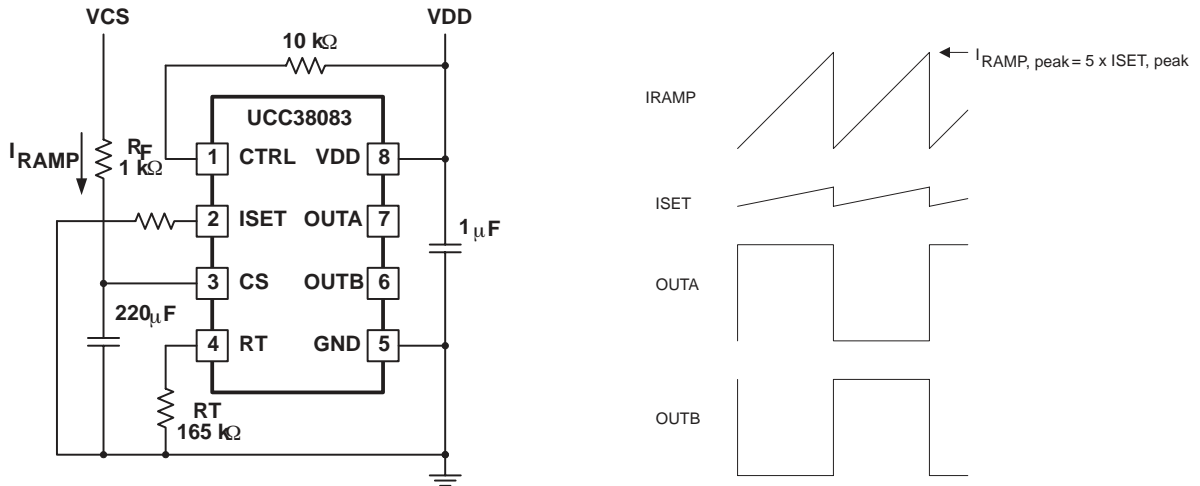 VCS
VDD
10 kΩ
UCC38083
I RAMP
RF
1 kΩ
1 CTRL VDD 8
2 ISET OUTA 7
3 CS OUTB 6
4 RT GND 5
1 μF
220μF
RT
165 kΩ
IRAMP
I RAMP, peak = 5 x ISET, peak
ISET
OUTA
OUTB